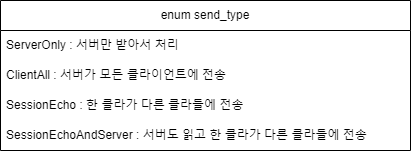 enum send_type
ServerOnly : 서버만 받아서 처리
ClientAll : 서버가 모든 클라이언트에 전송
SessionEcho : 한 클라가 다른 클라들에 전송
SessionEchoAndServer : 서버도 읽고 한 클라가 다른 클라들에 전송